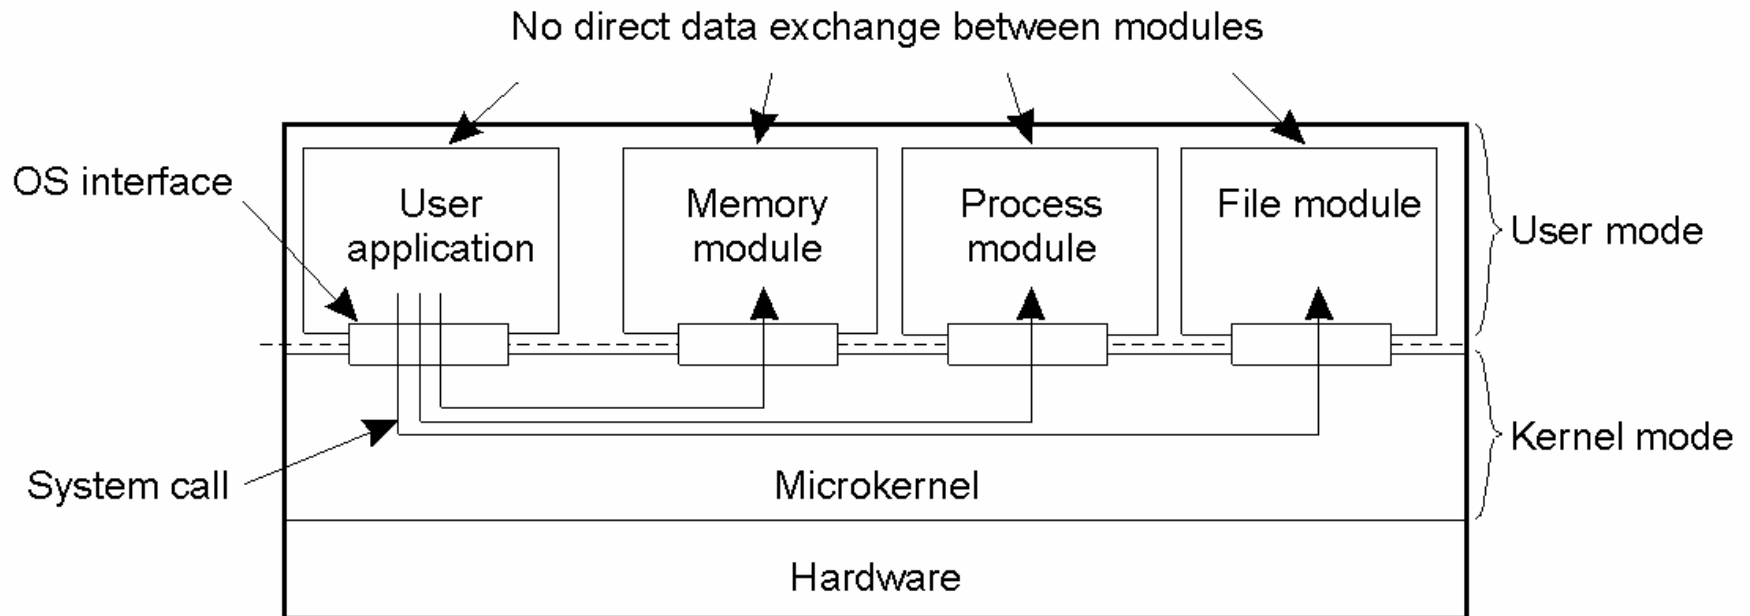 No direct data exchange between modules
OS interface
User
application
Memory
module
Process
module
File module
User mode
System call
Microkernel
Kernel mode
Hardware